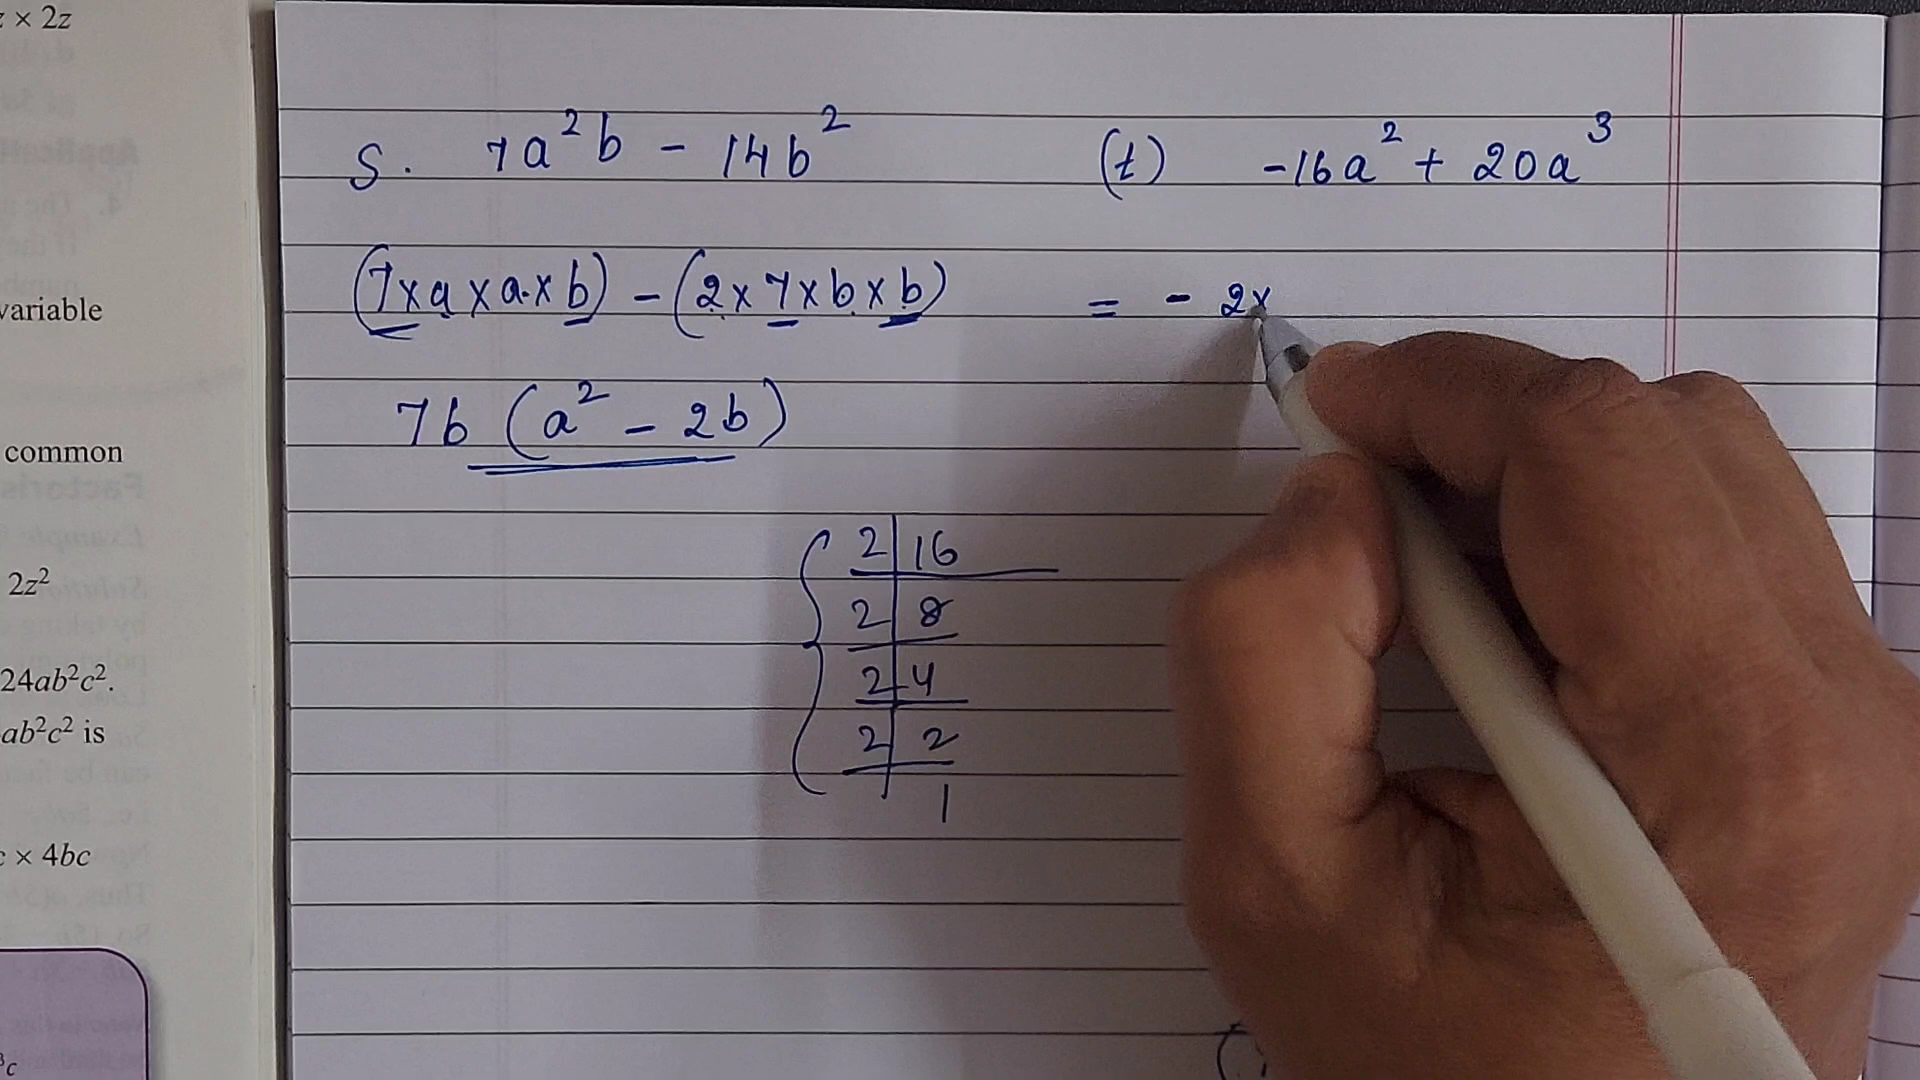 z × 2z
variable
common
2z²
24ab²c².
ab²c² is
c × 4bc
³c
S. 7a²b - 14b²
(7×a×a×b) - (2×7×b×b)
7b (a² - 2b)
(t) -16a² + 20a³
= - 2×
2 16
2 8
2 4
2 2
1